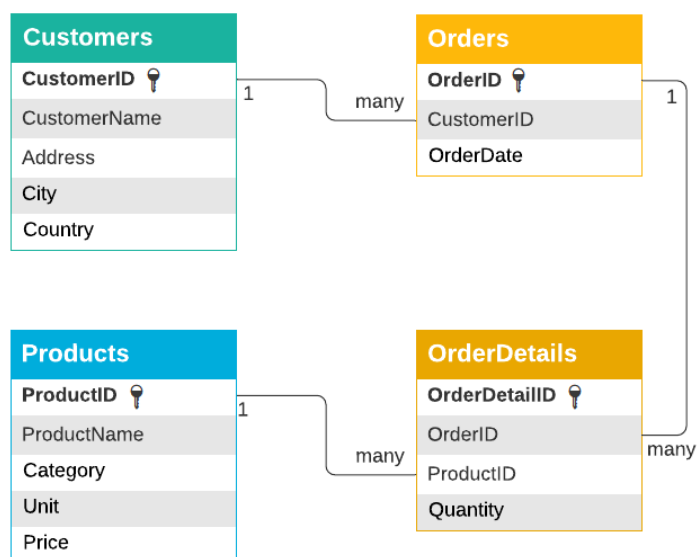 Customers
CustomerID
CustomerName
Address
City
Country
1
many
Orders
OrderID
CustomerID
OrderDate
1
Products
ProductID
ProductName
Category
Unit
Price
1
many
OrderDetails
OrderDetailID
OrderID
ProductID
Quantity
many